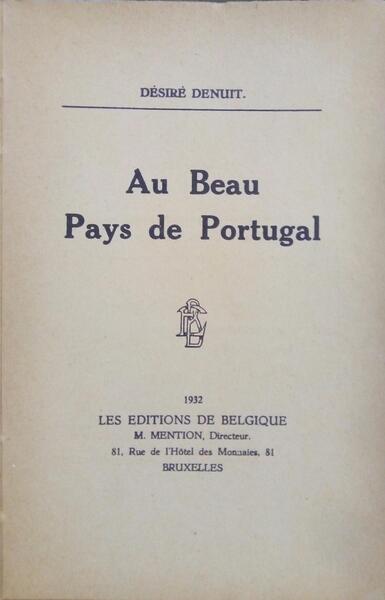 DÉSIRÉ DENUIT.
Au Beau
Pays de Portugal
1932
LES EDITIONS DE BELGIQUE
M. MENTION, Directeur.
81, Rue de l'Hôtel des Monnaies, 81
BRUXELLES